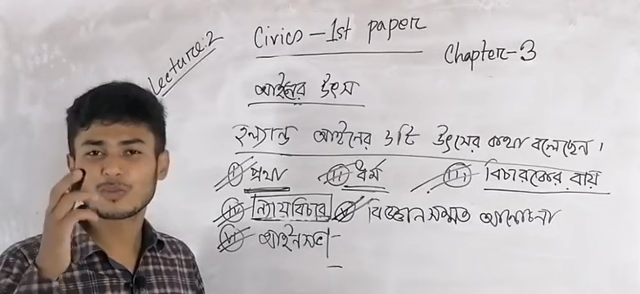 Lecture: 2
Civics - 1st paper
Chapter-3
আইনের উৎস
হল্যান্ড আইনের ৬টি উৎসের কথা বলেছেন।
i প্রথা ii ধর্ম iii বিচারকের রায়
iv ন্যায়বিচার v বিজ্ঞানসম্মত আলোচনা
vi আইনসভা